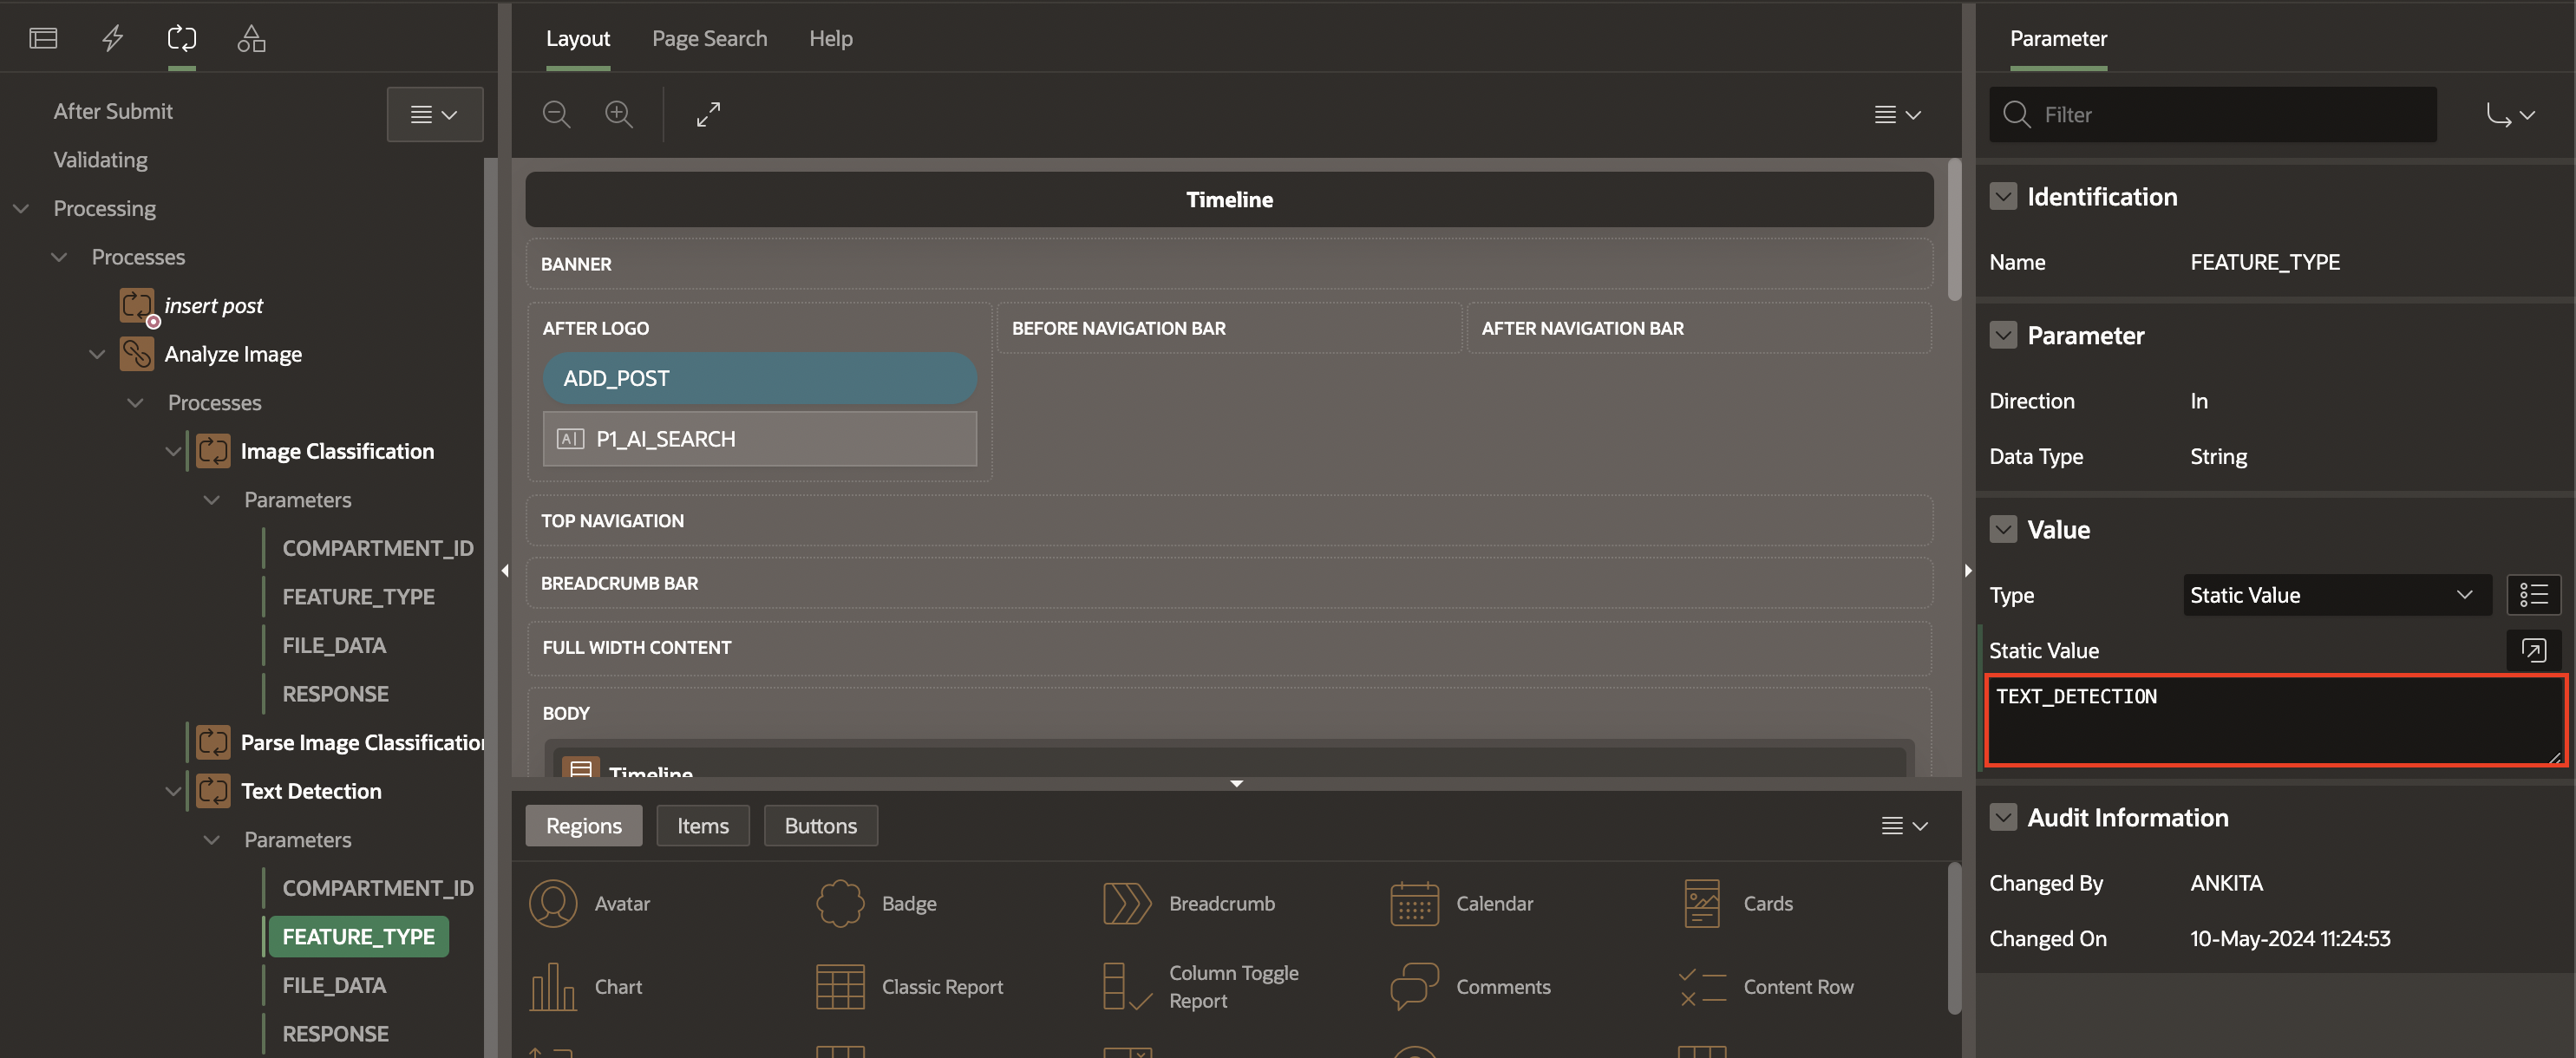 After Submit
Validating
Processing
Processes
insert post
Analyze Image
Processes
Image Classification
Parameters
COMPARTMENT_ID
FEATURE_TYPE
FILE_DATA
RESPONSE
Parse Image Classification
Text Detection
Parameters
COMPARTMENT_ID
FEATURE_TYPE
FILE_DATA
RESPONSE
Layout Page Search Help
Timeline
BANNER
AFTER LOGO BEFORE NAVIGATION BAR AFTER NAVIGATION BAR
ADD_POST
P1_AI_SEARCH
TOP NAVIGATION
BREADCRUMB BAR
FULL WIDTH CONTENT
BODY
Timeline
Regions Items Buttons
Avatar Badge Breadcrumb Calendar Cards
Chart Classic Report Column Toggle Report Comments Content Row
Parameter
Filter
Identification
Name FEATURE_TYPE
Parameter
Direction In
Data Type String
Value
Type Static Value
Static Value
TEXT_DETECTION
Audit Information
Changed By ANKITA
Changed On 10-May-2024 11:24:53